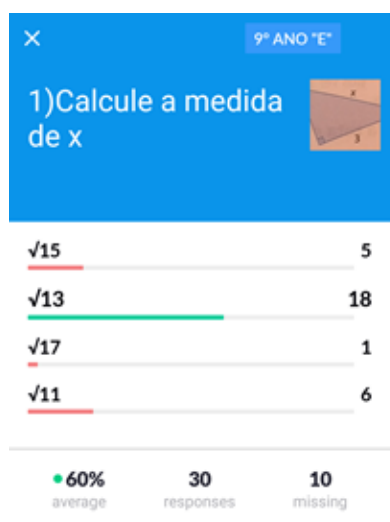 ×
9º ANO "E"
1)Calcule a medida
de x
x
3
√15 5
√13 18
√17 1
√11 6
60% 30 10
average responses missing